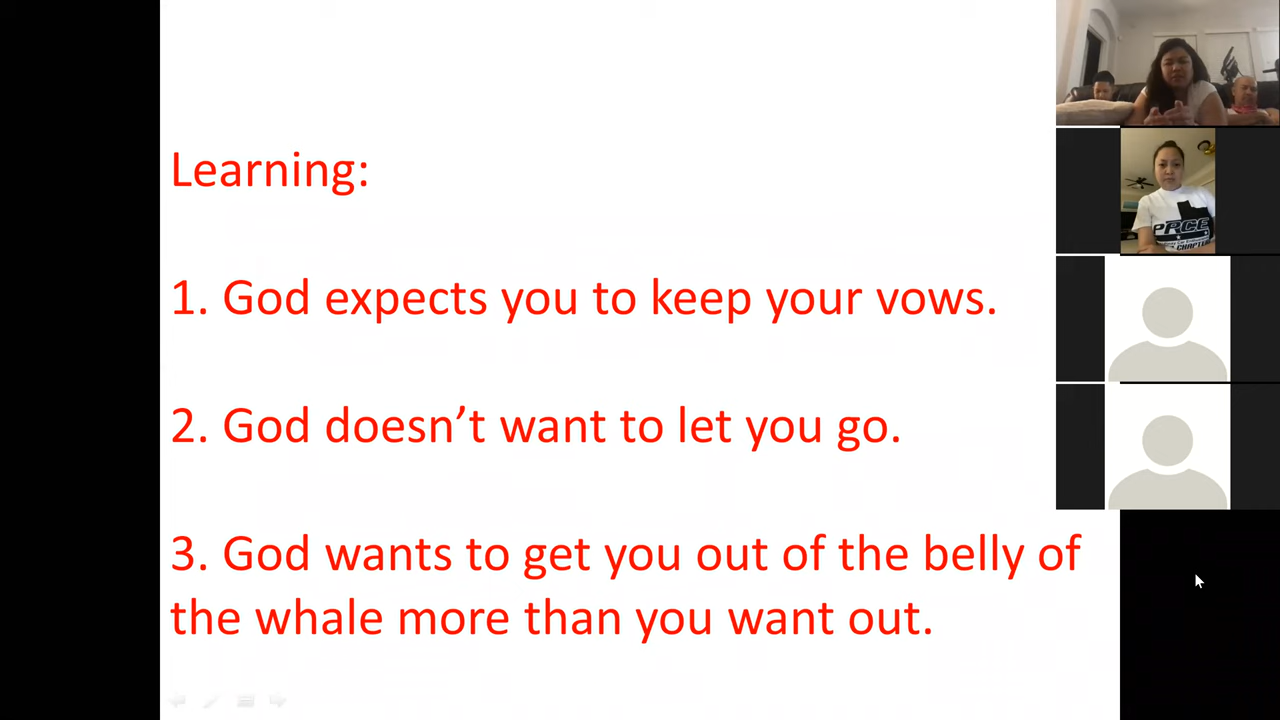 Learning:
1. God expects you to keep your vows.
2. God doesn’t want to let you go.
3. God wants to get you out of the belly of
the whale more than you want out.
PRCE